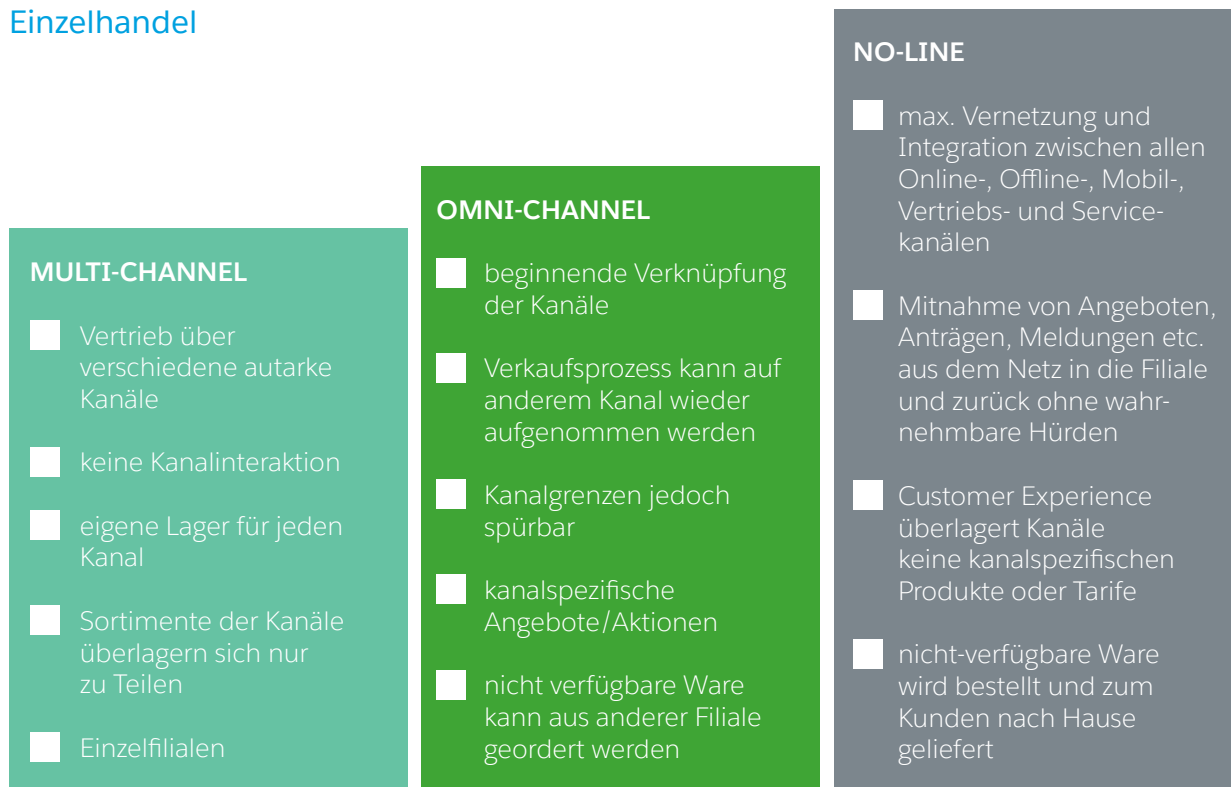 Einzelhandel
MULTI-CHANNEL
Vertrieb über
verschiedene autarke
Kanäle
keine Kanalinteraktion
eigene Lager für jeden
Kanal
Sortimente der Kanäle
überlagern sich nur
zu Teilen
Einzelfilialen
OMNI-CHANNEL
beginnende Verknüpfung
der Kanäle
Verkaufsprozess kann auf
anderem Kanal wieder
aufgenommen werden
Kanalgrenzen jedoch
spürbar
kanalspezifische
Angebote/Aktionen
nicht verfügbare Ware
kann aus anderer Filiale
geordert werden
NO-LINE
max. Vernetzung und
Integration zwischen allen
Online-, Offline-, Mobil-,
Vertriebs- und Service-
kanälen
Mitnahme von Angeboten,
Anträgen, Meldungen etc.
aus dem Netz in die Filiale
und zurück ohne wahr-
nehmbare Hürden
Customer Experience
überlagert Kanäle
keine kanalspezifischen
Produkte oder Tarife
nicht-verfügbare Ware
wird bestellt und zum
Kunden nach Hause
geliefert